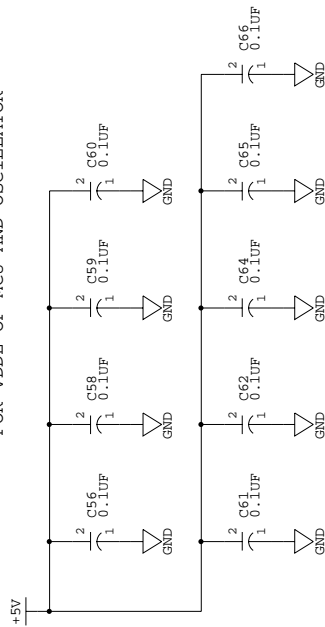 FOR VDDE OF MCU AND OSCILLATOR
+5V
C56
0.1UF
2
1
GND
C58
0.1UF
2
1
GND
C59
0.1UF
2
1
GND
C60
0.1UF
2
1
GND
C61
0.1UF
2
1
GND
C62
0.1UF
2
1
GND
C64
0.1UF
2
1
GND
C65
0.1UF
2
1
GND
C66
0.1UF
2
1
GND